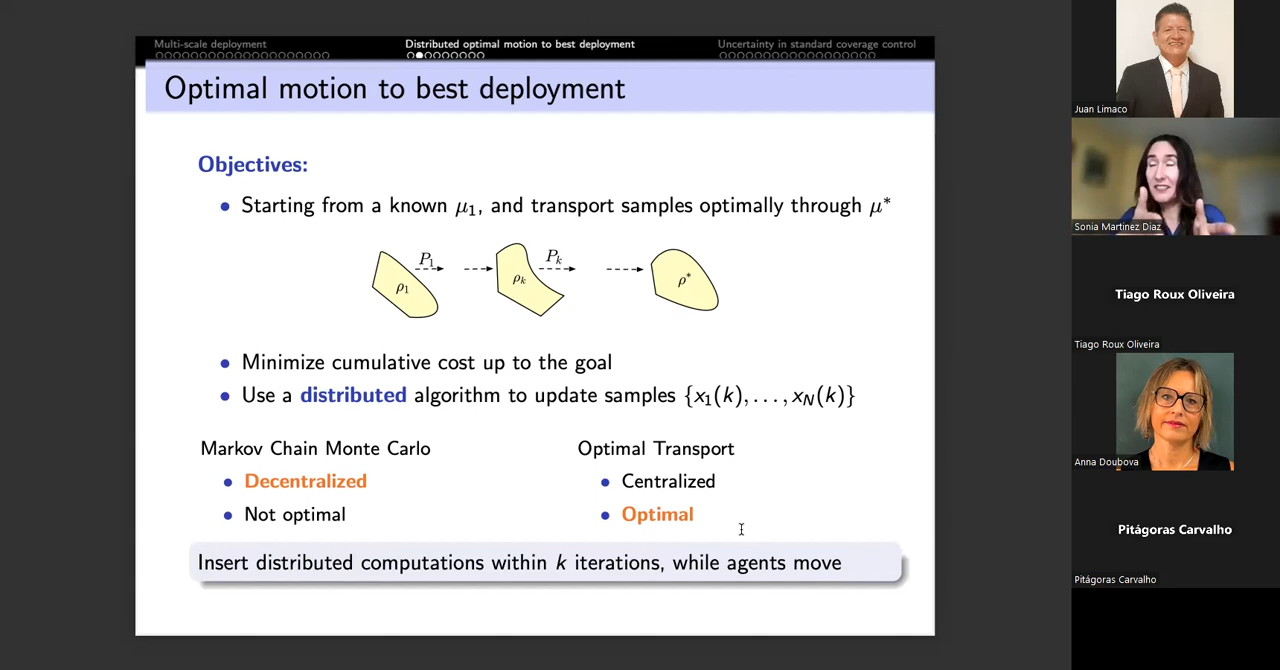 Multi-scale deployment
Distributed optimal motion to best deployment
Uncertainty in standard coverage control
Optimal motion to best deployment
Objectives:
• Starting from a known μ₁, and transport samples optimally through μ*
P₁
Pₖ
ρ₁
ρₖ
ρ*
• Minimize cumulative cost up to the goal
• Use a distributed algorithm to update samples {x₁(k), . . . , x_N(k)}
Markov Chain Monte Carlo
• Decentralized
• Not optimal
Optimal Transport
• Centralized
• Optimal
Insert distributed computations within k iterations, while agents move
Juan Limaco
Sonia Martinez Diaz
Tiago Roux Oliveira
Tiago Roux Oliveira
Anna Doubova
Pitágoras Carvalho
Pitágoras Carvalho